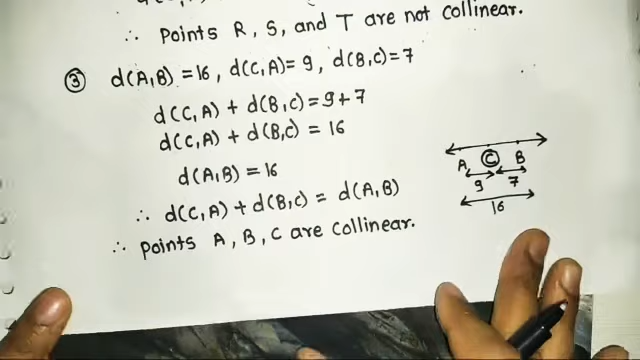 ∴ Points R, S, and T are not collinear.
③ d(A,B) = 16, d(C,A) = 9, d(B,C) = 7
d(C,A) + d(B,C) = 9+7
d(C,A) + d(B,C) = 16
d(A,B) = 16
∴ d(C,A) + d(B,C) = d(A,B)
∴ Points A, B, C are collinear.
A C B
9 7
16